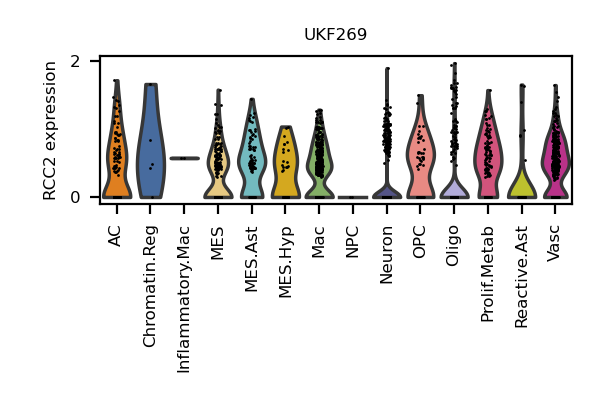 UKF269
RCC2 expression
2
0
AC
Chromatin.Reg
Inflammatory.Mac
MES
MES.Ast
MES.Hyp
Mac
NPC
Neuron
OPC
Oligo
Prolif.Metab
Reactive.Ast
Vasc